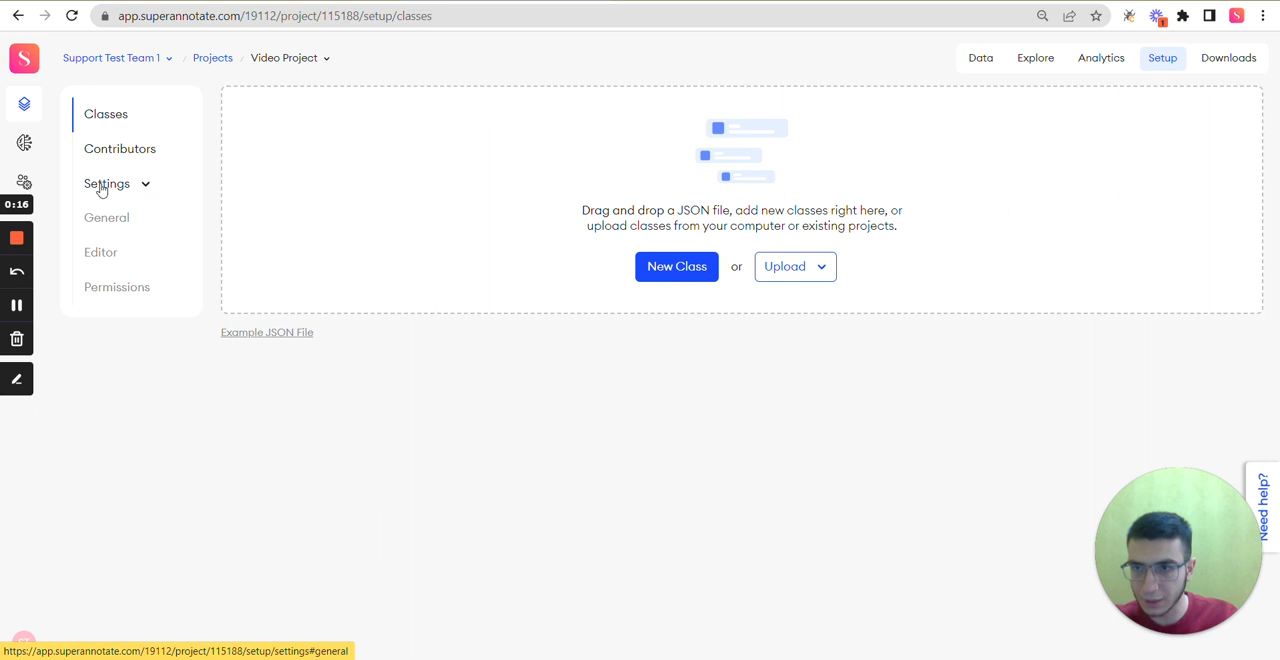 app.superannotate.com/19112/project/115188/setup/classes
1
S
S
Support Test Team 1 / Projects / Video Project
Data Explore Analytics Setup Downloads
Classes
Contributors
Settings
General
Editor
Permissions
0:16
Drag and drop a JSON file, add new classes right here, or
upload classes from your computer or existing projects.
New Class or Upload
Example JSON File
Need help?
https://app.superannotate.com/19112/project/115188/setup/settings#general